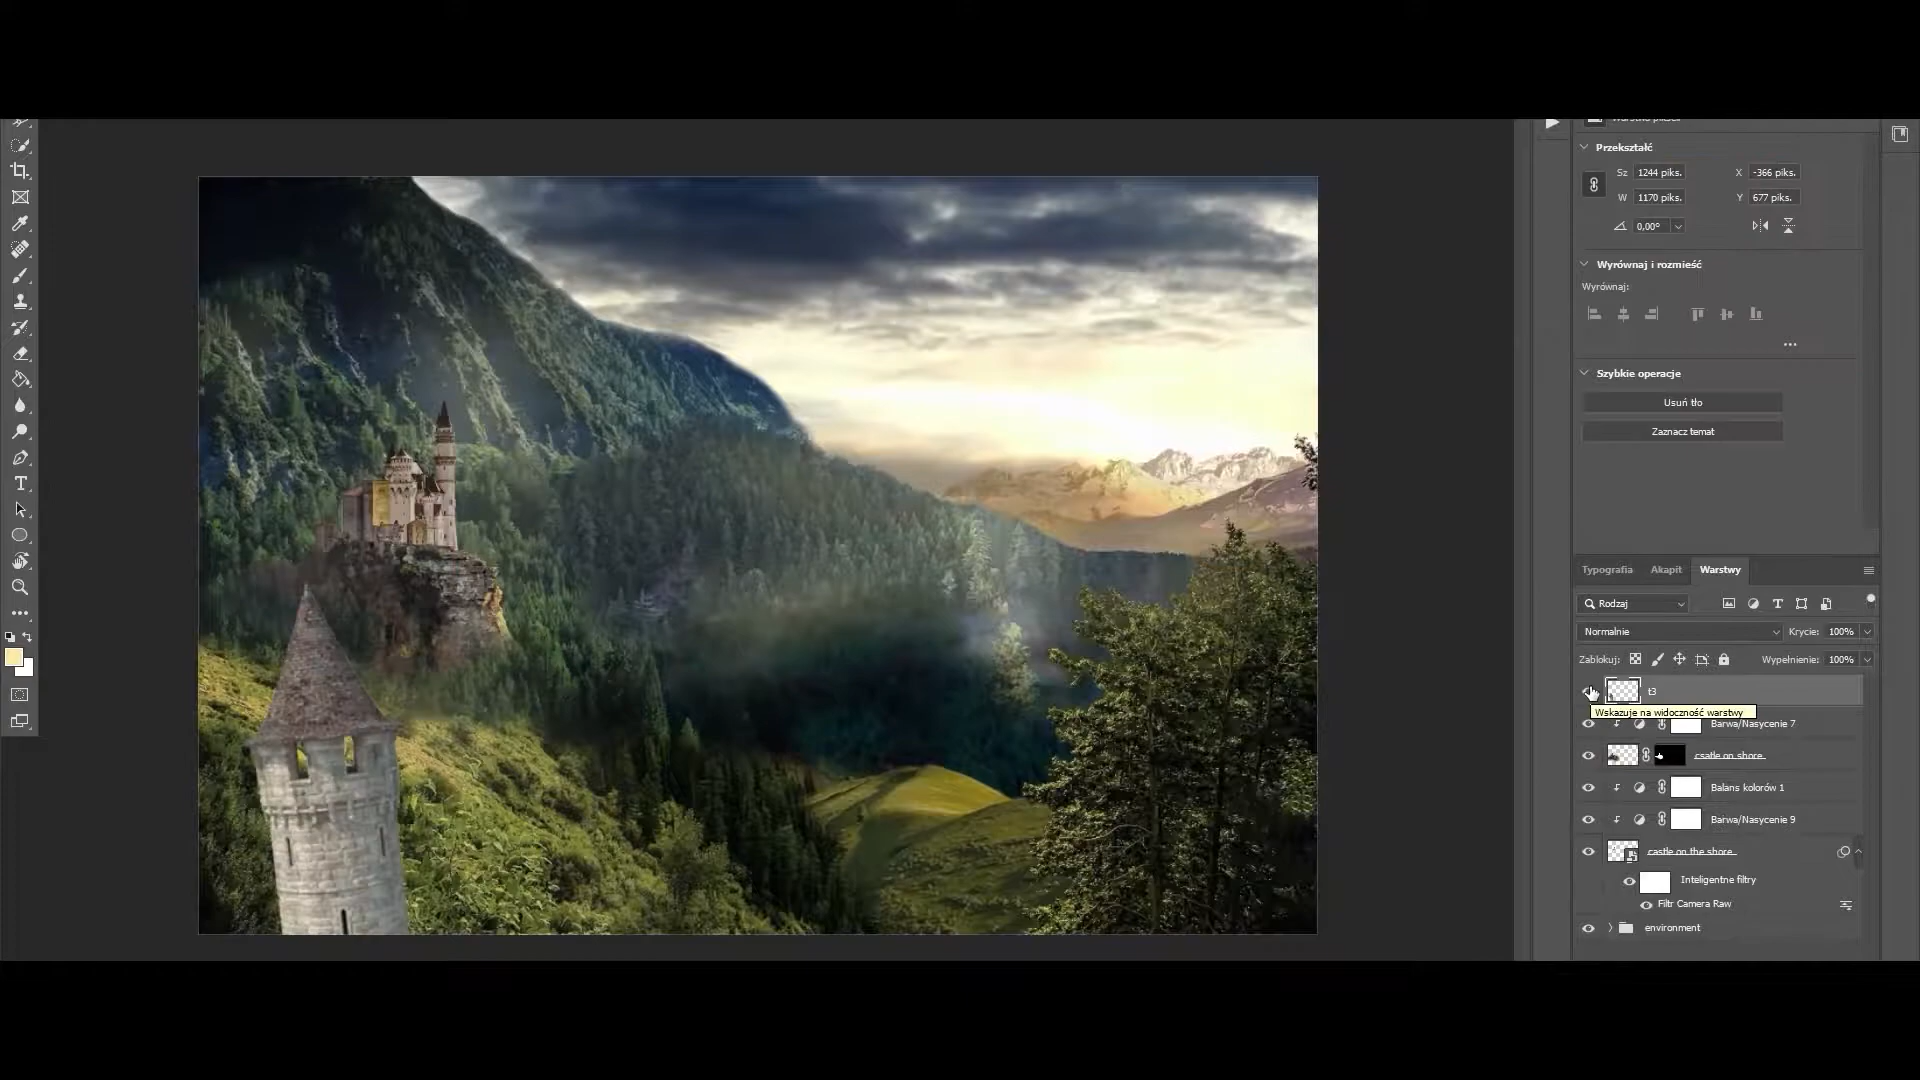 Przekształć
Sz 1244 piks. X -366 piks.
W 1170 piks. Y 677 piks.
0,00°
Wyrównaj i rozmieść
Wyrównaj:
Szybkie operacje
Usuń tło
Zaznacz temat
Typografia Akapit Warstwy
Rodzaj
Normalnie Krycie: 100%
Zablokuj: Wypełnienie: 100%
t3
Wskazuje na widoczność warstwy
Barwa/Nasycenie 7
csatle on shore
Balans kolorów 1
Barwa/Nasycenie 9
castle on the shore
Inteligentne filtry
Filtr Camera Raw
environment